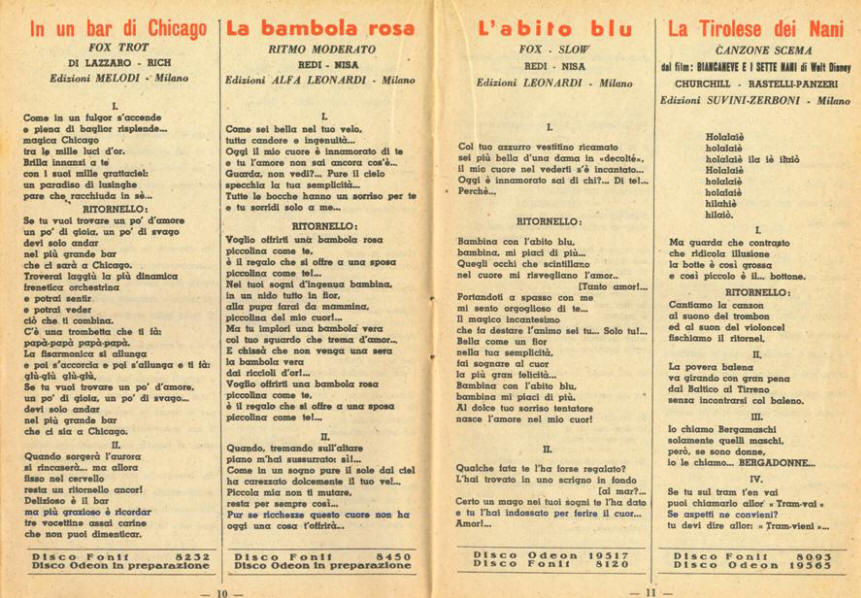 In un bar di Chicago
FOX TROT
DI LAZZARO - RICH
Edizioni MELODI - Milano
I.
Come in un fulgor s'accende
e piena di baglior risplende...
magica Chicago
tra le mille luci d'or.
Brilla innanzi a te
con i suoi mille grattaciel:
un paradiso di lusinghe
pare che racchiuda in sè...
RITORNELLO:
Se tu vuoi trovare un po' d'amore
un po' di gioia, un po' di svago
devi solo andar
nel più grande bar
che ci sarà a Chicago.
Troverai laggiù la più dinamica
frenetica orchestrina
e potrai sentir
e potrai veder
ciò che ti combina.
C'è una trombetta che ti fà:
papà-papà papà-papà.
La fisarmonica si allunga
e poi s'accorcia e poi s'allunga e ti fà:
glù-glù glù-glù,
Se tu vuoi trovare un po' d'amore,
un po' di gioia, un po' di svago...
devi solo andar
nel più grande bar
che ci sia a Chicago.
II.
Quando sorgerà l'aurora
si rincaserà... ma allora
fisso nel cervello
resta un ritornello ancor!
Delizioso è il bar
ma più grazioso è ricordar
tre vocettine assai carine
che non puoi dimenticar.
Disco Fonit 8232
Disco Odeon in preparazione
— 10 —
La bambola rosa
RITMO MODERATO
REDI - NISA
Edizioni ALFA LEONARDI - Milano
I.
Come sei bella nel tuo velo,
tutta candore e ingenuità...
Oggi il mio cuore è innamorato di te
e tu l'amore non sai ancora cos'è...
Guarda, non vedi?... Pure il cielo
specchia la tua semplicità...
Tutte le bocche hanno un sorriso per te
e tu sorridi solo a me...
RITORNELLO:
Voglio offrirti una bambola rosa
piccolina come te,
è il regalo che si offre a una sposa
piccolina come te!...
Nei tuoi sogni d'ingenua bambina,
in un nido tutto in fior,
alla pupa farai da mammina,
piccolina del mio cuor!...
Ma tu implori una bambola vera
col tuo sguardo che trema d'amor..
E chissà che non venga una sera
la bambola vera
dai riccioli d'or!...
Voglio offrirti una bambola rosa
piccolina come te,
è il regalo che si offre a una sposa
piccolina come te!...
II.
Quando, tremando sull'altare
piano m'hai sussurrato: sì!...
Come in un sogno pure il sole dal ciel
ha carezzato dolcemente il tuo vel...
Piccola mia non ti mutare,
resta per sempre così...
Pur se ricchezze questo cuore non ha
oggi una cosa t'offrirà...
Disco Fonit 8450
Disco Odeon in preparazione
L'abito blu
FOX - SLOW
REDI - NISA
Edizioni LEONARDI - Milano
I.
Col tuo azzurro vestitino ricamato
sei più bella d'una dama in «decolté»,
il mio cuore nel vederti s'è incantato...
Oggi è innamorato sai di chi?... Di te!...
Perchè...
RITORNELLO:
Bambina con l'abito blu,
bambina, mi piaci di più...
Quegli occhi che scintillano
nel cuore mi risvegliano l'amor..
[Tanto amor!...
Portandoti a spasso con me
mi sento orgoglioso di te...
Il magico incantesimo
che fa destare l'animo sei tu... Solo tu!...
Bella come un fior
nella tua semplicità,
fai sognare al cuor
la più gran felicità...
Bambina con l'abito blu,
bambina mi piaci di più.
Al dolce tuo sorriso tentatore
nasce l'amore nel mio cuor!
II.
Qualche fata te l'ha forse regalato?
L'hai trovato in uno scrigno in fondo
[al mar?...
Certo un mago nei tuoi sogni te l'ha dato
e tu l'hai indossato per ferire il cuor...
Amor!...
Disco Odeon 19517
Disco Fonit 8120
La Tirolese dei Nani
CANZONE SCEMA
dal film: BIANCANEVE E I SETTE NANI di Walt Disney
CHURCHILL - RASTELLI-PANZERI
Edizioni SUVINI-ZERBONI - Milano
Holalaiè
holalaiè
holalaiè ila iè iluiò
Holalaiè
holalaiè
holalaiè
hilahiè
hilaiò.
I.
Ma guarda che contrasto
che ridicola illusione
la botte è così grossa
e così piccolo è il... bottone.
RITORNELLO:
Cantiamo la canzon
al suono del trombon
ed al suon del violoncel
fischiamo il ritornel,
II.
La povera balena
va girando con gran pena
dal Baltico al Tirreno
senza incontrarsi col baleno.
III.
Io chiamo Bergamaschi
solamente quelli maschi,
però, se sono donne,
io le chiamo... BERGADONNE...
IV.
Se tu sul tram t'en vai
puoi chiamarlo allor « Tram-vai »
Se aspetti ne convieni?
tu devi dire allor: « Tram-vieni »...
Disco Fonit 8093
Disco Odeon 19565
— 11 —